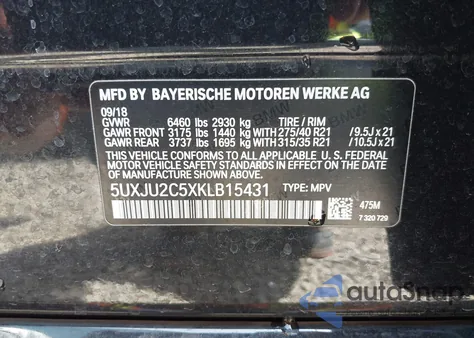 MFD BY BAYERISCHE MOTOREN WERKE AG
09/18
GVWR 6460 lb 2930 kg TIRE / RIM
GAWR FRONT 3175 lb 1440 kg WITH 275/40 R21 / 9.5J x 21
GAWR REAR 3737 lb 1695 kg WITH 315/35 R21 / 10.5J x 21
THIS VEHICLE CONFORMS TO ALL APPLICABLE U. S. FEDERAL
MOTOR VEHICLE SAFETY STANDARDS IN EFFECT ON THE
DATE OF MANUFACTURE SHOWN ABOVE.
5UXJU2C5XKLB15431 TYPE: MPV
475M
7 320 729
autoSnap